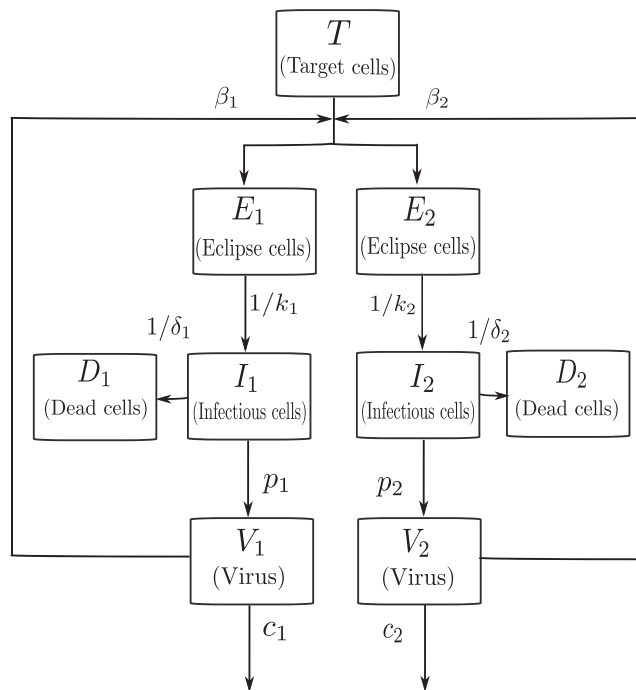 T
(Target cells)
β₁
β₂
E₁
(Eclipse cells)
E₂
(Eclipse cells)
1/k₁
1/k₂
1/δ₁
1/δ₂
D₁
(Dead cells)
I₁
(Infectious cells)
I₂
(Infectious cells)
D₂
(Dead cells)
p₁
p₂
V₁
(Virus)
V₂
(Virus)
c₁
c₂